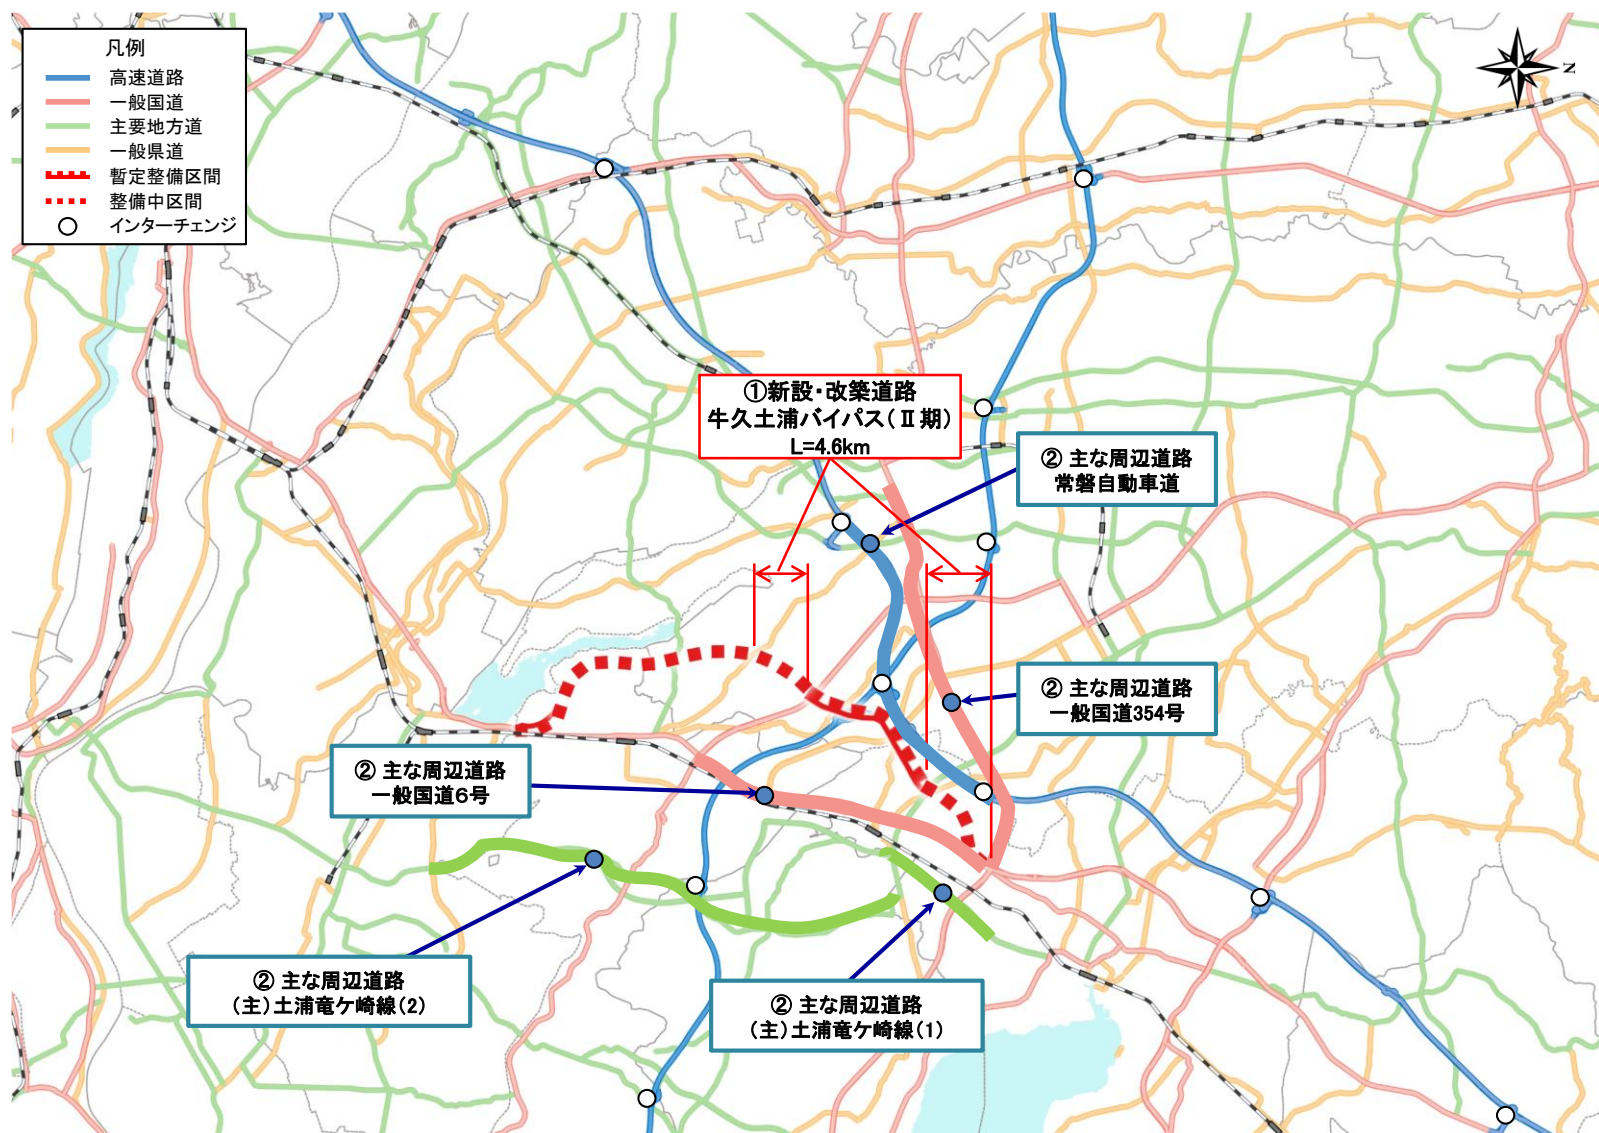 凡例
高速道路
一般国道
主要地方道
一般県道
暫定整備区間
整備中区間
インターチェンジ
N
①新設・改築道路
牛久土浦バイパス(Ⅱ期)
L=4.6km
② 主な周辺道路
常磐自動車道
② 主な周辺道路
一般国道354号
② 主な周辺道路
一般国道6号
② 主な周辺道路
(主)土浦竜ケ崎線(2)
② 主な周辺道路
(主)土浦竜ケ崎線(1)